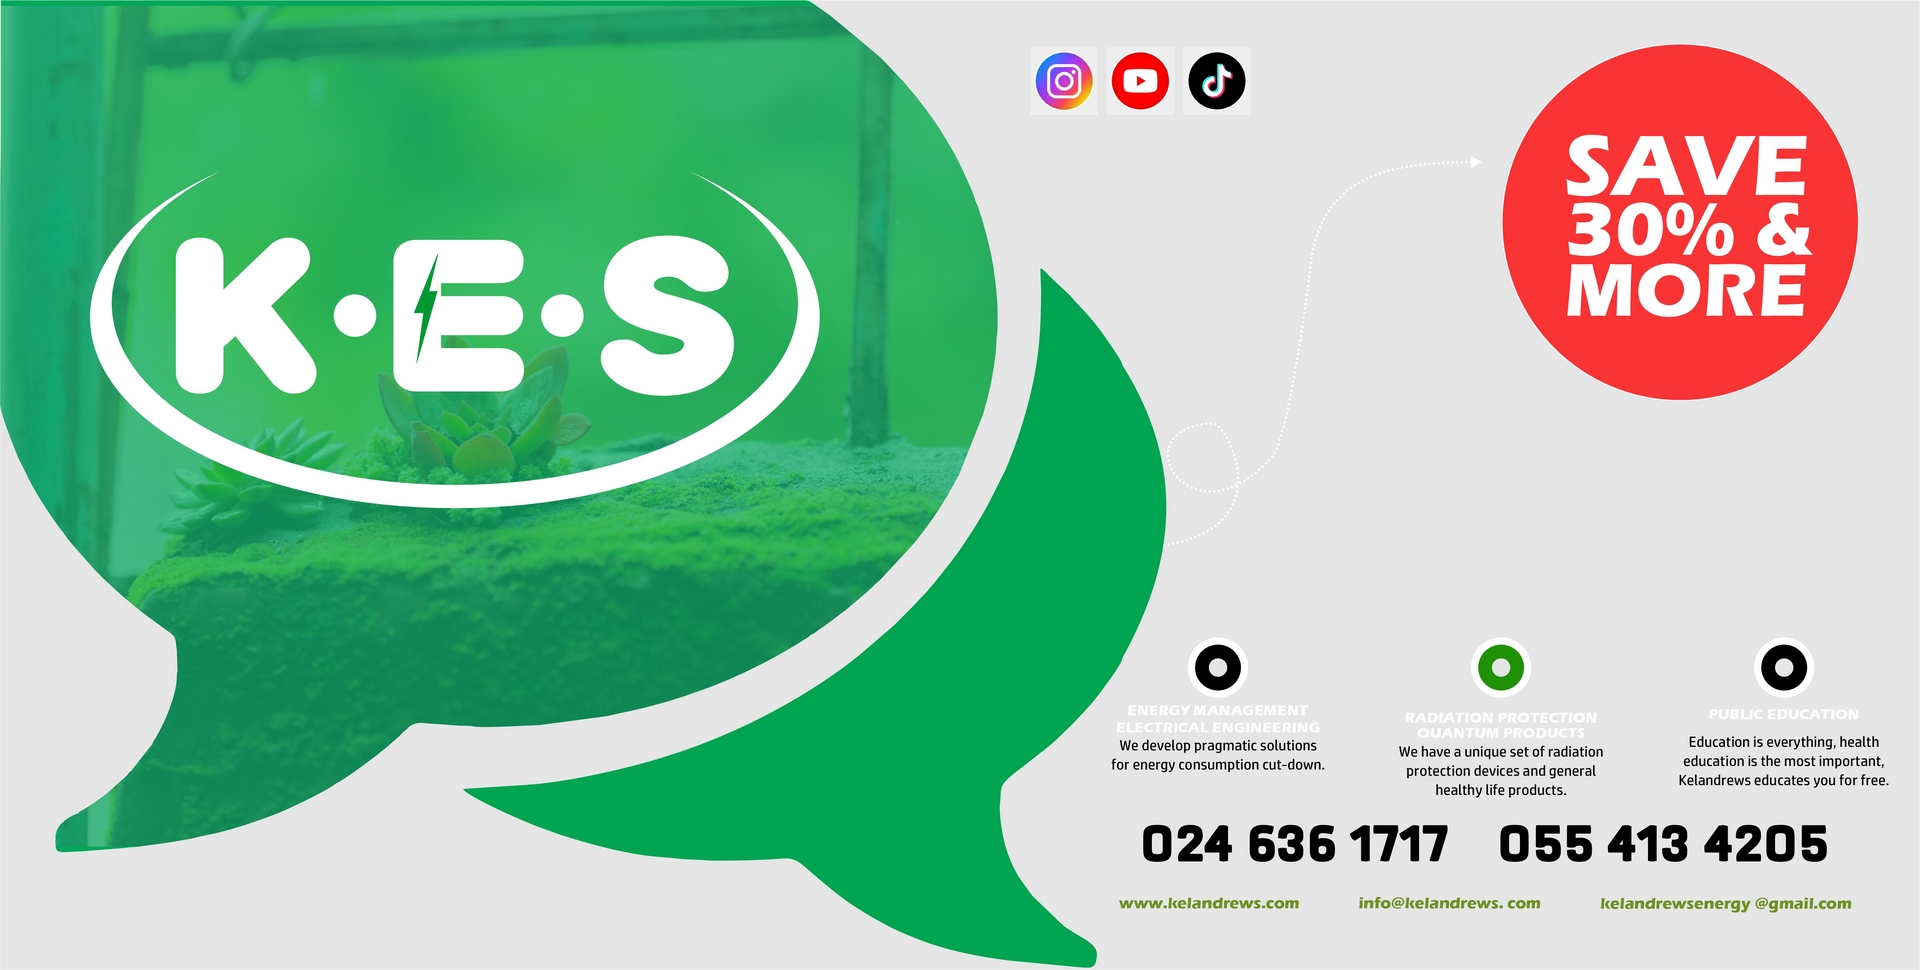 K·E·S
SAVE
30% &
MORE
ENERGY MANAGEMENT
ELECTRICAL ENGINEERING
We develop pragmatic solutions
for energy consumption cut-down.
RADIATION PROTECTION
QUANTUM PRODUCTS
We have a unique set of radiation
protection devices and general
healthy life products.
PUBLIC EDUCATION
Education is everything, health
education is the most important,
Kelandrews educates you for free.
024 636 1717 055 413 4205
www.kelandrews.com info@kelandrews. com kelandrewsenergy @gmail.com